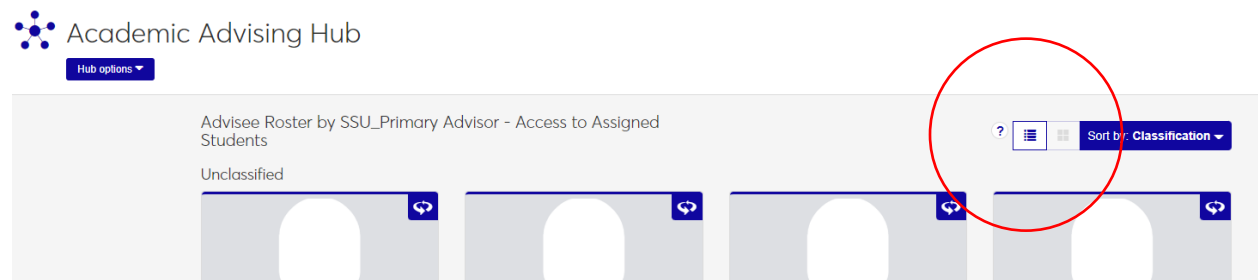 Academic Advising Hub
Hub options
Advisee Roster by SSU_Primary Advisor - Access to Assigned
Students
? Sort by: Classification
Unclassified